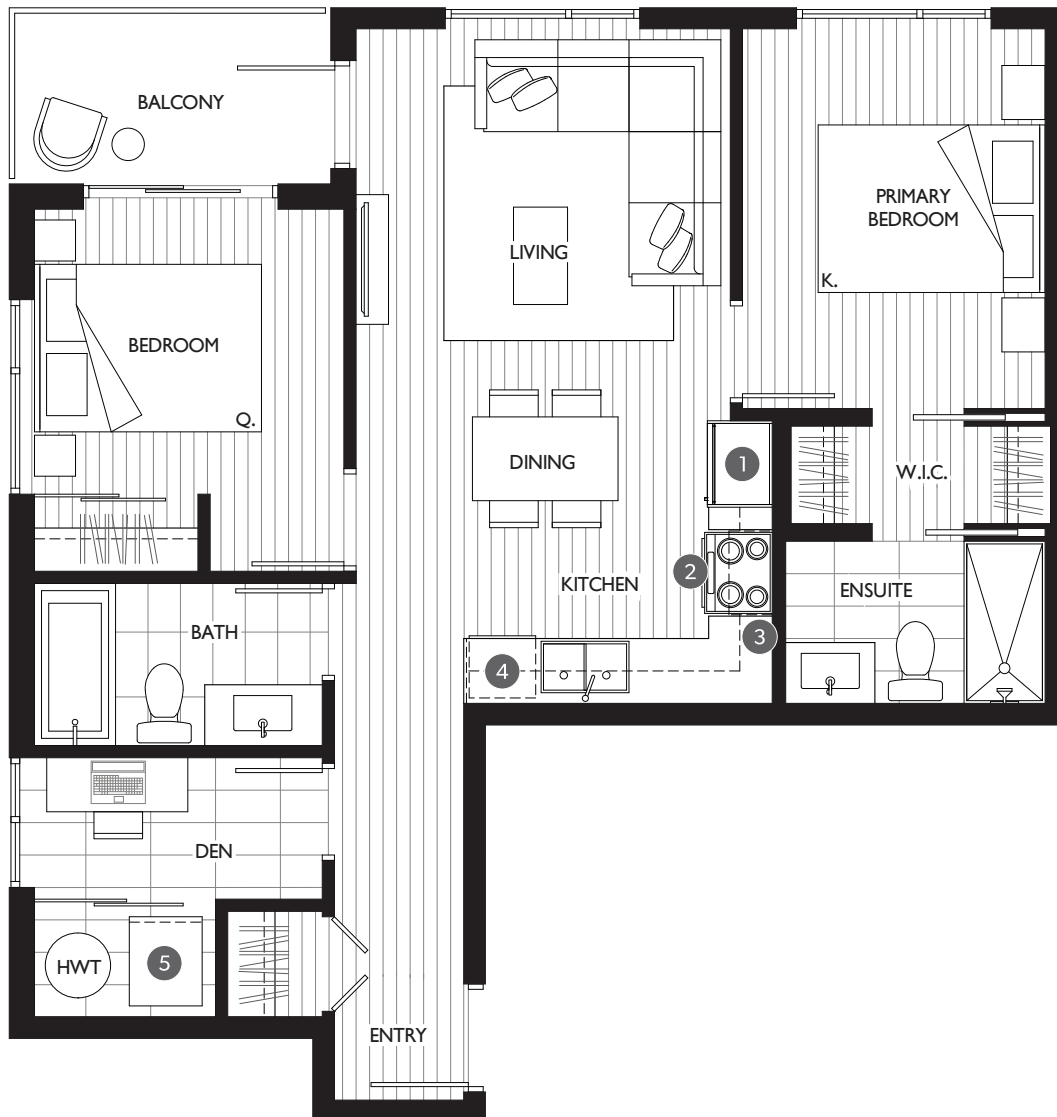 BALCONY
LIVING
PRIMARY
BEDROOM
K.
BEDROOM
Q.
DINING
1
W.I.C.
2
KITCHEN
ENSUITE
3
BATH
4
DEN
HWT
5
ENTRY